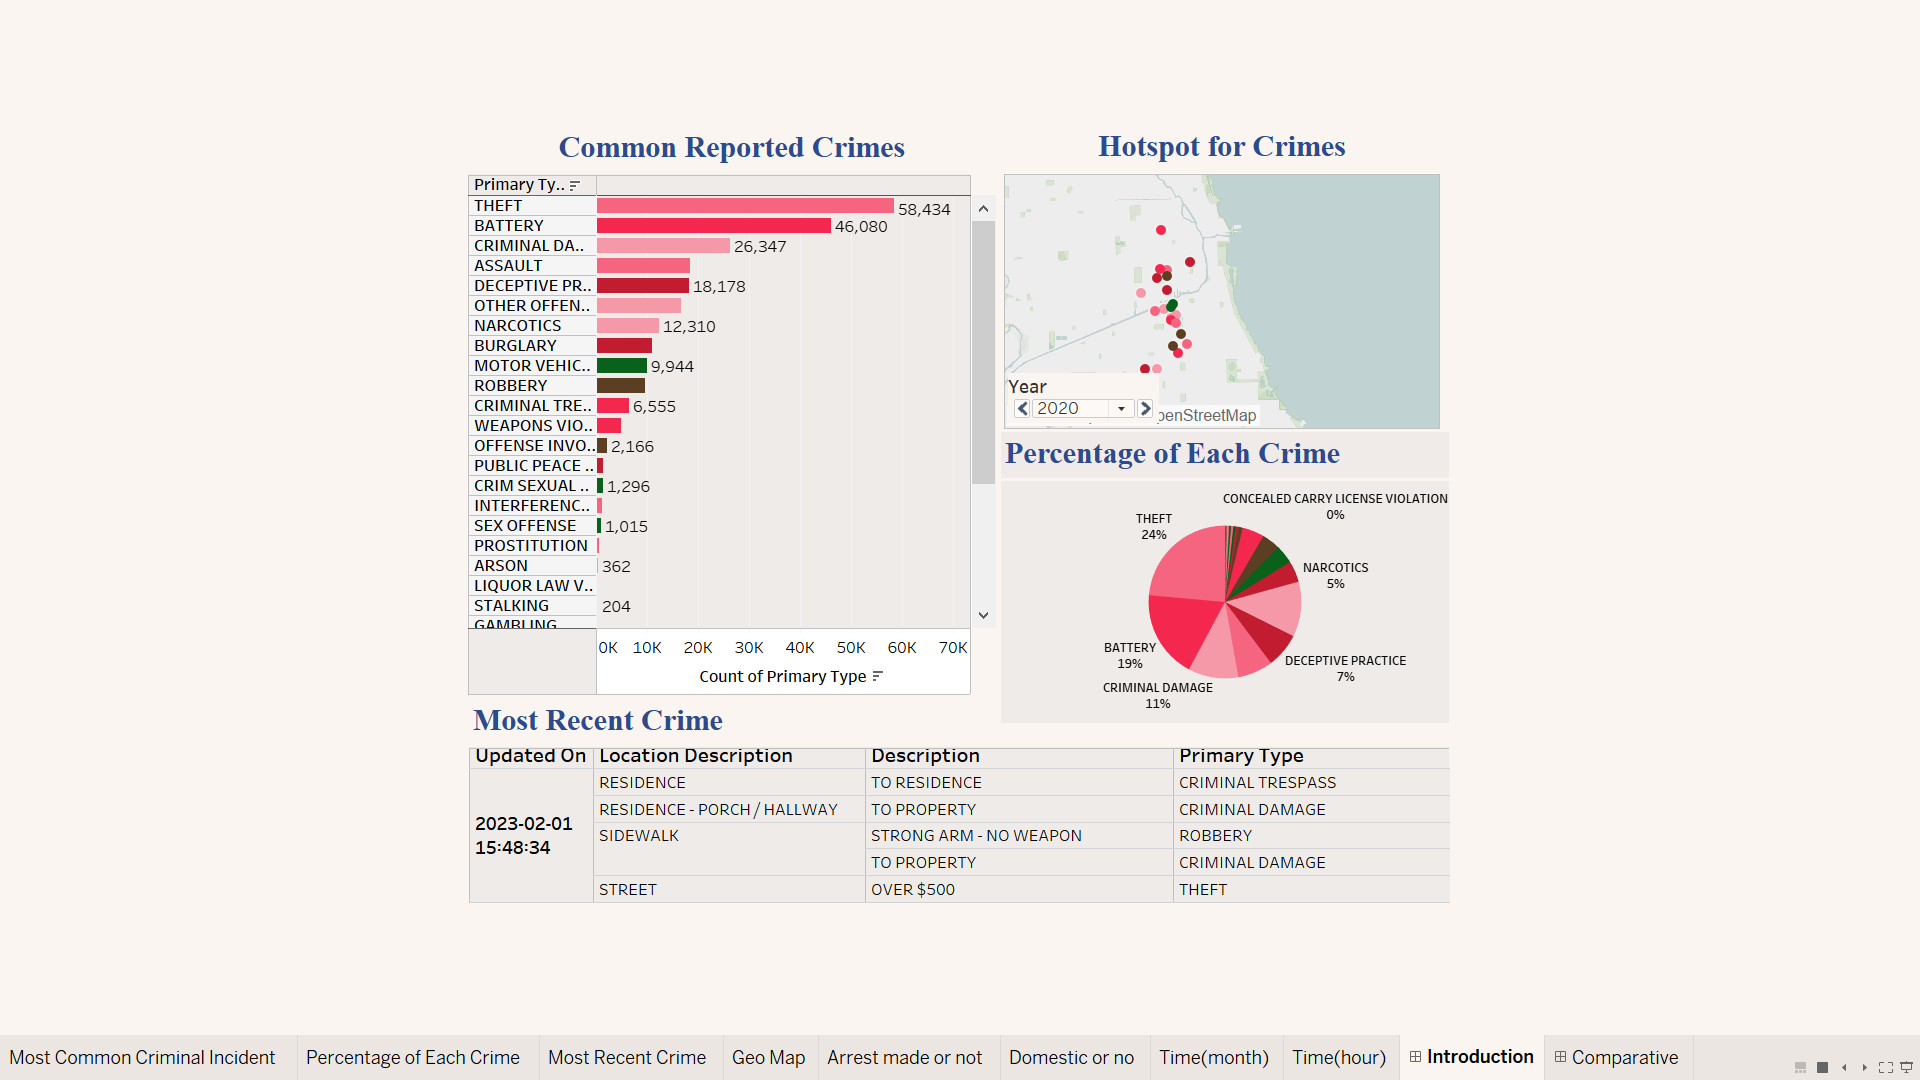 Common Reported Crimes
Primary Ty..
THEFT 58,434
BATTERY 46,080
CRIMINAL DA.. 26,347
ASSAULT
DECEPTIVE PR.. 18,178
OTHER OFFEN..
NARCOTICS 12,310
BURGLARY
MOTOR VEHIC.. 9,944
ROBBERY
CRIMINAL TRE.. 6,555
WEAPONS VIO..
OFFENSE INVO.. 2,166
PUBLIC PEACE ..
CRIM SEXUAL .. 1,296
INTERFERENC..
SEX OFFENSE 1,015
PROSTITUTION
ARSON 362
LIQUOR LAW V..
STALKING 204
GAMBLING
0K 10K 20K 30K 40K 50K 60K 70K
Count of Primary Type
Hotspot for Crimes
Year
2020
penStreetMap
Percentage of Each Crime
CONCEALED CARRY LICENSE VIOLATION
0%
THEFT
24%
NARCOTICS
5%
BATTERY
19%
DECEPTIVE PRACTICE
7%
CRIMINAL DAMAGE
11%
Most Recent Crime
Updated On Location Description Description Primary Type
2023-02-01
15:48:34
RESIDENCE TO RESIDENCE CRIMINAL TRESPASS
RESIDENCE - PORCH / HALLWAY TO PROPERTY CRIMINAL DAMAGE
SIDEWALK STRONG ARM - NO WEAPON ROBBERY
TO PROPERTY CRIMINAL DAMAGE
STREET OVER $500 THEFT
Most Common Criminal Incident Percentage of Each Crime Most Recent Crime Geo Map Arrest made or not Domestic or no Time(month) Time(hour) Introduction Comparative